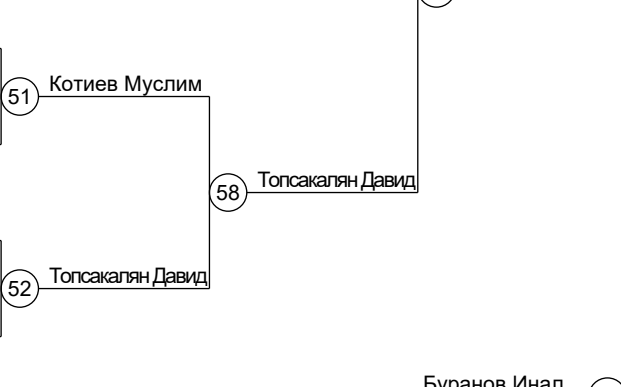 51 Котиев Муслим
58 Топсакалян Давид
52 Топсакалян Давид
Буранов Инал